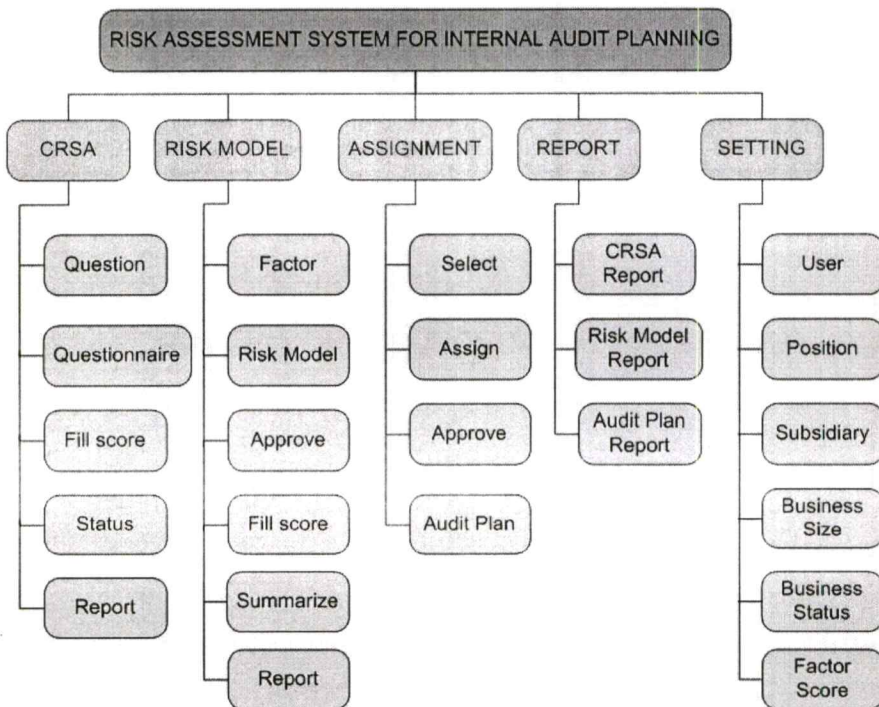 RISK ASSESSMENT SYSTEM FOR INTERNAL AUDIT PLANNING
CRSA
RISK MODEL
ASSIGNMENT
REPORT
SETTING
Question
Questionnaire
Fill score
Status
Report
Factor
Risk Model
Approve
Fill score
Summarize
Report
Select
Assign
Approve
Audit Plan
CRSA
Report
Risk Model
Report
Audit Plan
Report
User
Position
Subsidiary
Business
Size
Business
Status
Factor
Score